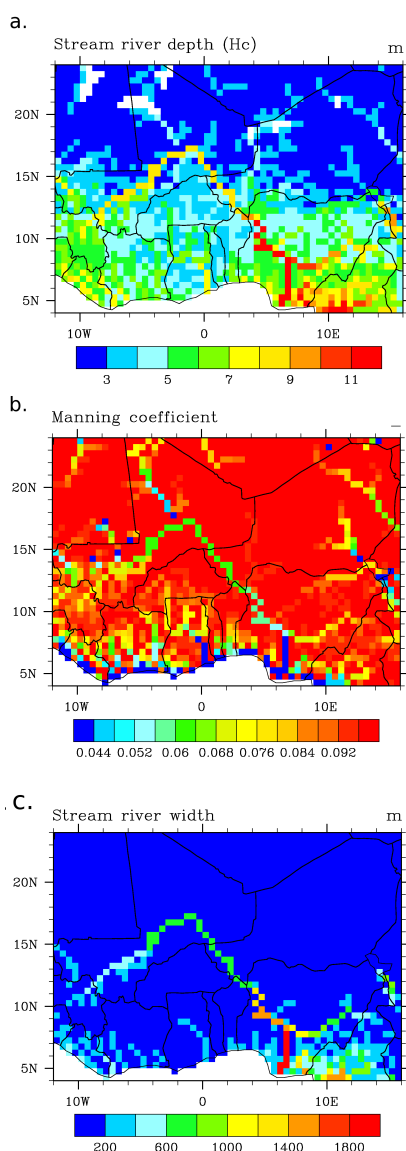 a.
Stream river depth (Hc) m
20N
15N
10N
5N
10W 0 10E
3 5 7 9 11
b.
Manning coefficient _
20N
15N
10N
5N
10W 0 10E
0.044 0.052 0.06 0.068 0.076 0.084 0.092
. c.
Stream river width m
20N
15N
10N
5N
10W 0 10E
200 600 1000 1400 1800